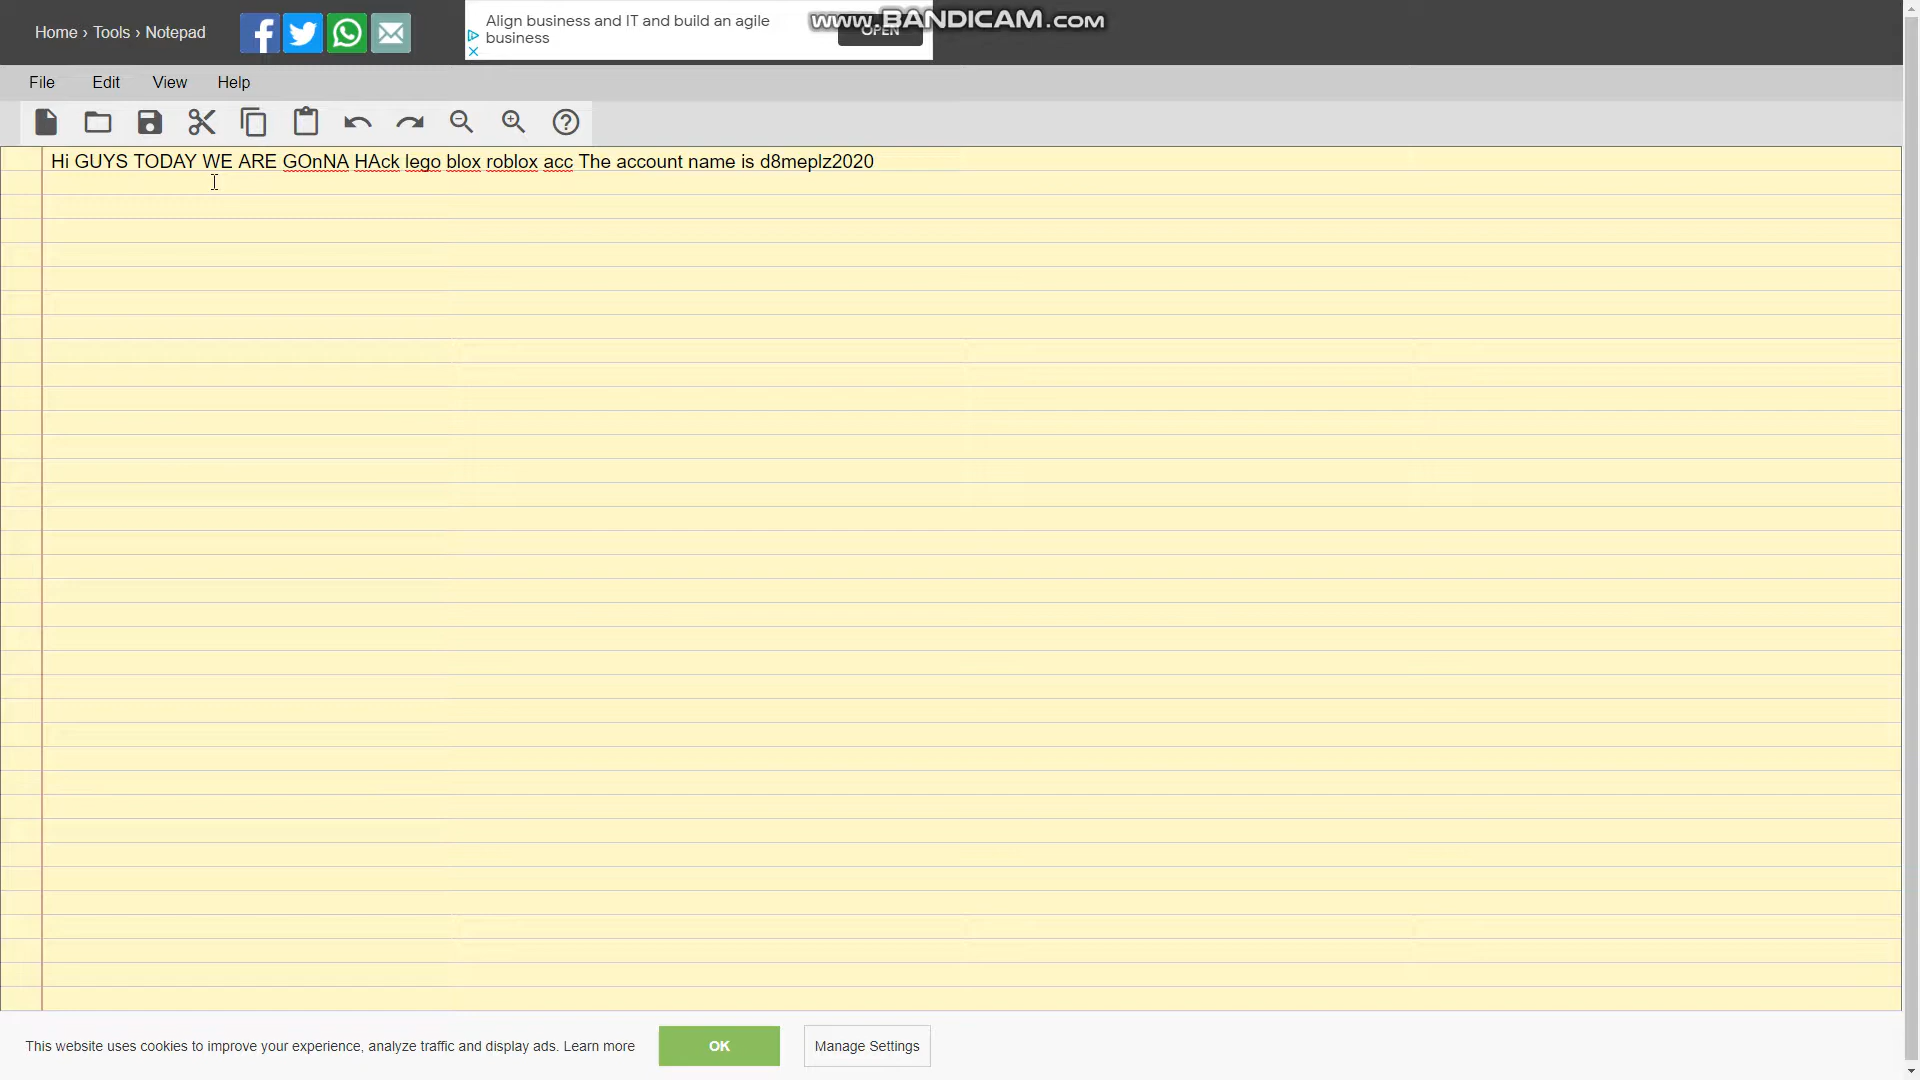 Home › Tools › Notepad
Align business and IT and build an agile
business
OPEN
www.BANDICAM.com
File Edit View Help
Hi GUYS TODAY WE ARE GOnNA HAck lego blox roblox acc The account name is d8meplz2020
This website uses cookies to improve your experience, analyze traffic and display ads. Learn more
OK
Manage Settings